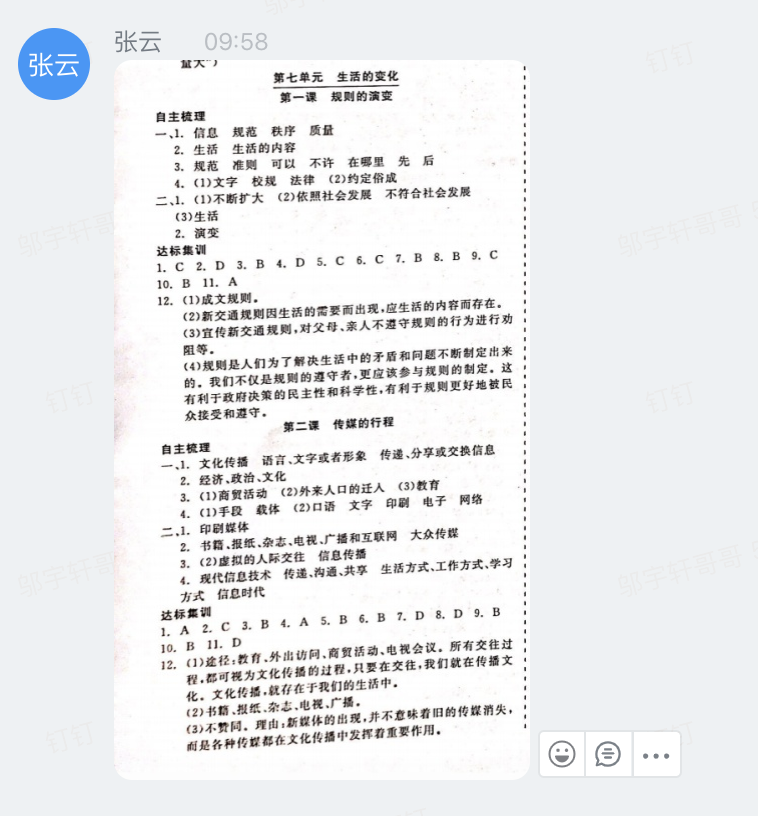 张云
张云 09:58
第七单元 生活的变化
第一课 规则的演变
自主梳理
一、1. 信息 规范 秩序 质量
2. 生活 生活的内容
3. 规范 准则 可以 不许 在哪里 先 后
4. (1)文字 校规 法律 (2)约定俗成
二、1. (1)不断扩大 (2)依照社会发展 不符合社会发展
(3)生活
2. 演变
达标集训
1. C 2. D 3. B 4. D 5. C 6. C 7. B 8. B 9. C
10. B 11. A
12. (1)成文规则。
(2)新交通规则因生活的需要而出现,应生活的内容而存在。
(3)宣传新交通规则,对父母、亲人不遵守规则的行为进行劝
阻等。
(4)规则是人们为了解决生活中的矛盾和问题不断制定出来
的。我们不仅是规则的遵守者,更应该参与规则的制定。这
有利于政府决策的民主性和科学性,有利于规则更好地被民
众接受和遵守。
第二课 传媒的行程
自主梳理
一、1. 文化传播 语言、文字或者形象 传递、分享或交换信息
2. 经济、政治、文化
3. (1)商贸活动 (2)外来人口的迁人 (3)教育
4. (1)手段 载体 (2)口语 文字 印刷 电子 网络
二、1. 印刷媒体
2. 书籍、报纸、杂志、电视、广播和互联网 大众传媒
3. (2)虚拟的人际交往 信息传播
4. 现代信息技术 传递、沟通、共享 生活方式、工作方式、学习
方式 信息时代
达标集训
1. A 2. C 3. B 4. A 5. B 6. B 7. D 8. D 9. B
10. B 11. D
12. (1)途径:教育、外出访问、商贸活动、电视会议。所有交往过
程,都可视为文化传播的过程,只要在交往,我们就在传播文
化。文化传播,就存在于我们的生活中。
(2)书籍、报纸、杂志、电视、广播。
(3)不赞同。理由:新媒体的出现,并不意味着旧的传媒消失,
而是各种传媒都在文化传播中发挥着重要作用。